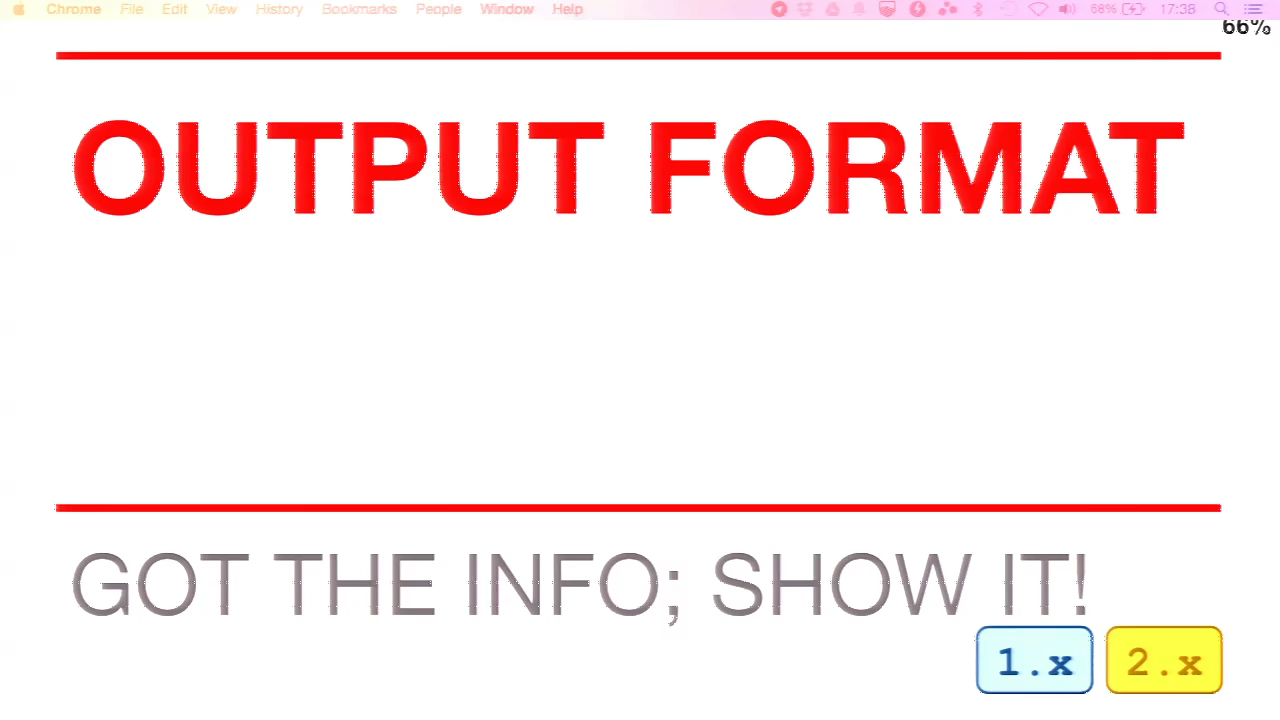 Chrome File Edit View History Bookmarks People Window Help 68% 17:38
66%
OUTPUT FORMAT
GOT THE INFO; SHOW IT!
1.x 2.x